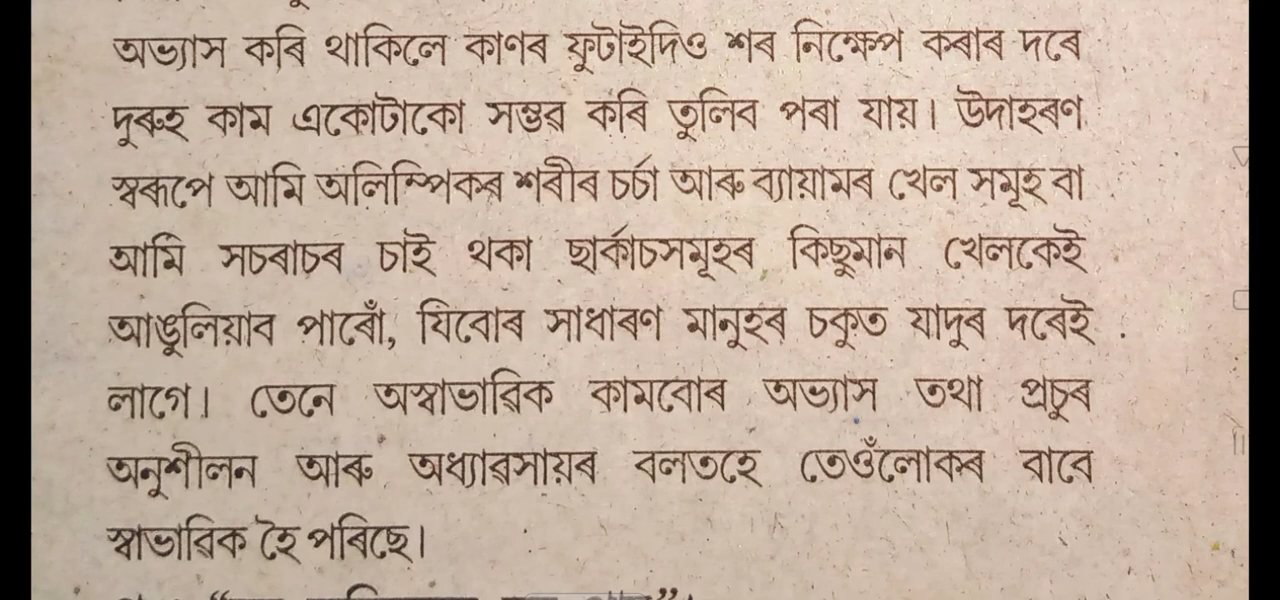 অভ্যাস কৰি থাকিলে কাণৰ ফুটাইদিও শৰ নিক্ষেপ কৰাৰ দৰে
দুৰুহ কাম একোটাকো সম্ভৱ কৰি তুলিব পৰা যায়। উদাহৰণ
স্বৰূপে আমি অলিম্পিকৰ শৰীৰ চৰ্চা আৰু ব্যায়ামৰ খেল সমূহ বা
আমি সচৰাচৰ চাই থকা ছাৰ্কাচসমূহৰ কিছুমান খেলকেই
আঙুলিয়াব পাৰোঁ, যিবোৰ সাধাৰণ মানুহৰ চকুত যাদুৰ দৰেই
লাগে। তেনে অস্বাভাৱিক কামবোৰ অভ্যাস তথা প্ৰচুৰ
অনুশীলন আৰু অধ্যাৱসায়ৰ বলতহে তেওঁলোকৰ বাবে
স্বাভাৱিক হৈ পৰিছে।